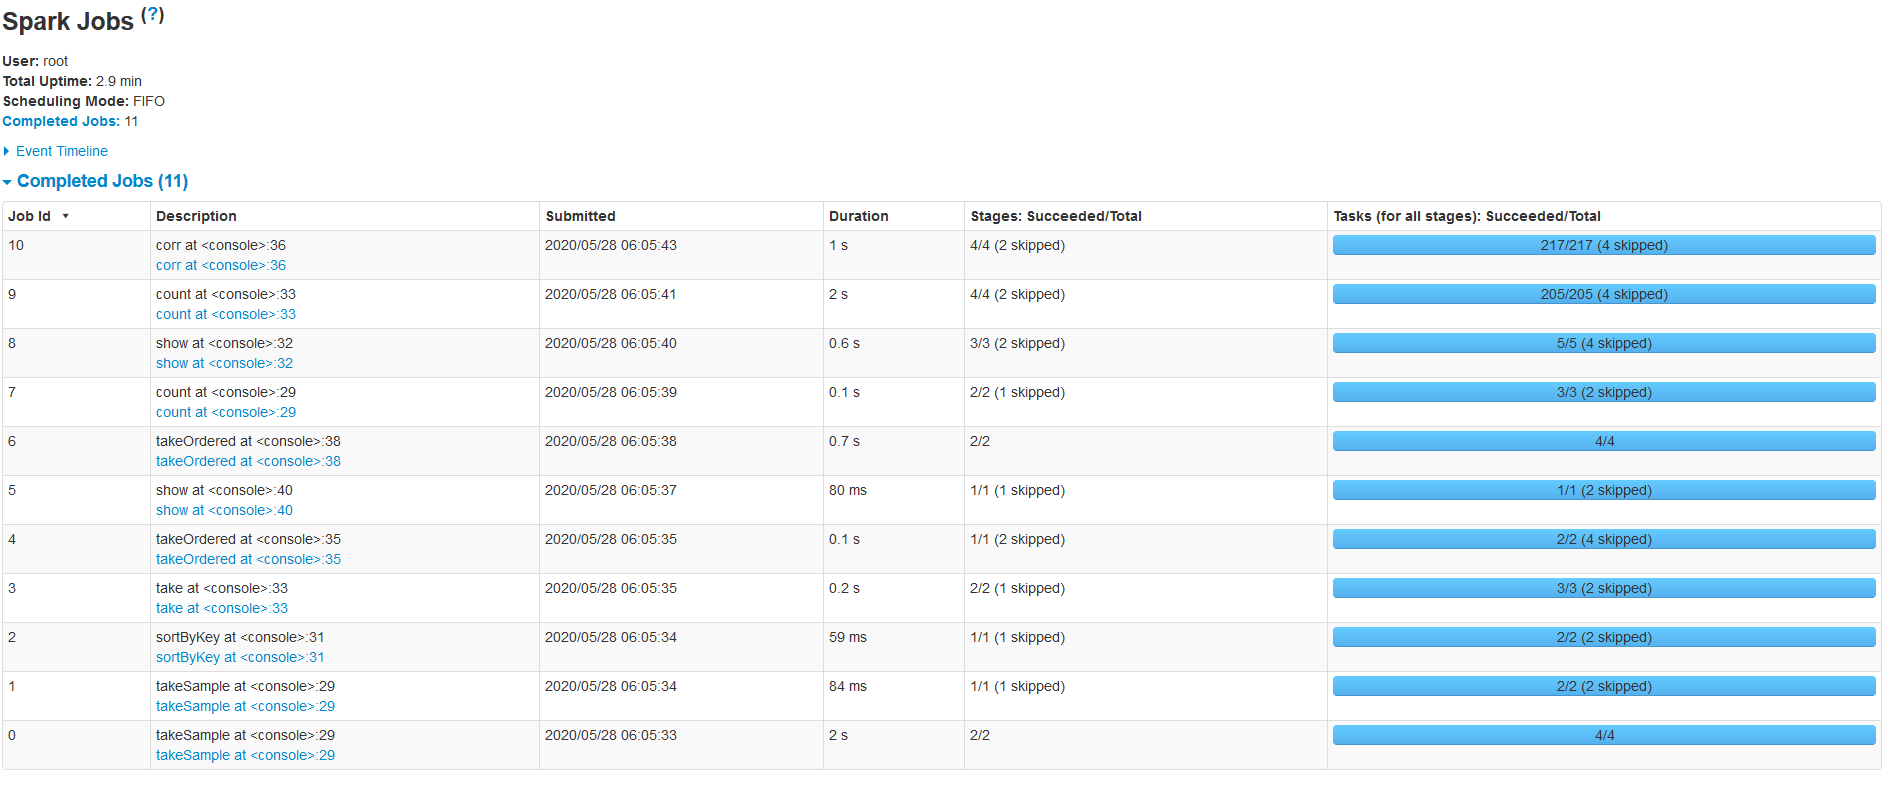 Spark Jobs (?)
User: root
Total Uptime: 2.9 min
Scheduling Mode: FIFO
Completed Jobs: 11
Event Timeline
Completed Jobs (11)
Job Id Description Submitted Duration Stages: Succeeded/Total Tasks (for all stages): Succeeded/Total
10 corr at <console>:36 2020/05/28 06:05:43 1 s 4/4 (2 skipped) 217/217 (4 skipped)
corr at <console>:36
9 count at <console>:33 2020/05/28 06:05:41 2 s 4/4 (2 skipped) 205/205 (4 skipped)
count at <console>:33
8 show at <console>:32 2020/05/28 06:05:40 0.6 s 3/3 (2 skipped) 5/5 (4 skipped)
show at <console>:32
7 count at <console>:29 2020/05/28 06:05:39 0.1 s 2/2 (1 skipped) 3/3 (2 skipped)
count at <console>:29
6 takeOrdered at <console>:38 2020/05/28 06:05:38 0.7 s 2/2 4/4
takeOrdered at <console>:38
5 show at <console>:40 2020/05/28 06:05:37 80 ms 1/1 (1 skipped) 1/1 (2 skipped)
show at <console>:40
4 takeOrdered at <console>:35 2020/05/28 06:05:35 0.1 s 1/1 (2 skipped) 2/2 (4 skipped)
takeOrdered at <console>:35
3 take at <console>:33 2020/05/28 06:05:35 0.2 s 2/2 (1 skipped) 3/3 (2 skipped)
take at <console>:33
2 sortByKey at <console>:31 2020/05/28 06:05:34 59 ms 1/1 (1 skipped) 2/2 (2 skipped)
sortByKey at <console>:31
1 takeSample at <console>:29 2020/05/28 06:05:34 84 ms 1/1 (1 skipped) 2/2 (2 skipped)
takeSample at <console>:29
0 takeSample at <console>:29 2020/05/28 06:05:33 2 s 2/2 4/4
takeSample at <console>:29